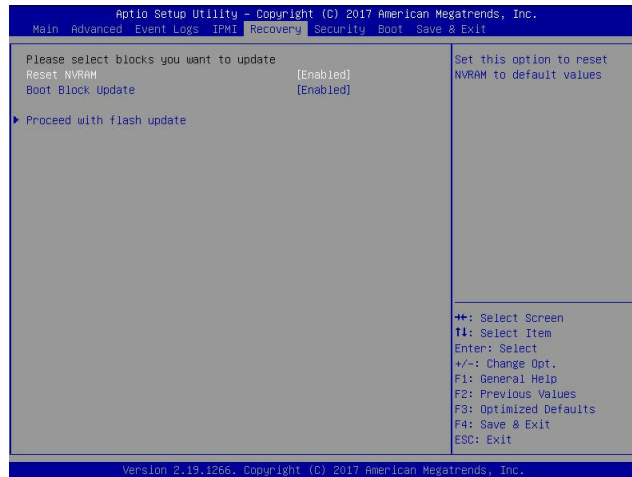 Aptio Setup Utility – Copyright (C) 2017 American Megatrends, Inc.
Main Advanced Event Logs IPMI Recovery Security Boot Save & Exit
Please select blocks you want to update
Reset NVRAM [Enabled]
Boot Block Update [Enabled]
Proceed with flash update
Set this option to reset
NVRAM to default values
→←: Select Screen
↑↓: Select Item
Enter: Select
+/-: Change Opt.
F1: General Help
F2: Previous Values
F3: Optimized Defaults
F4: Save & Exit
ESC: Exit
Version 2.19.1266. Copyright (C) 2017 American Megatrends, Inc.